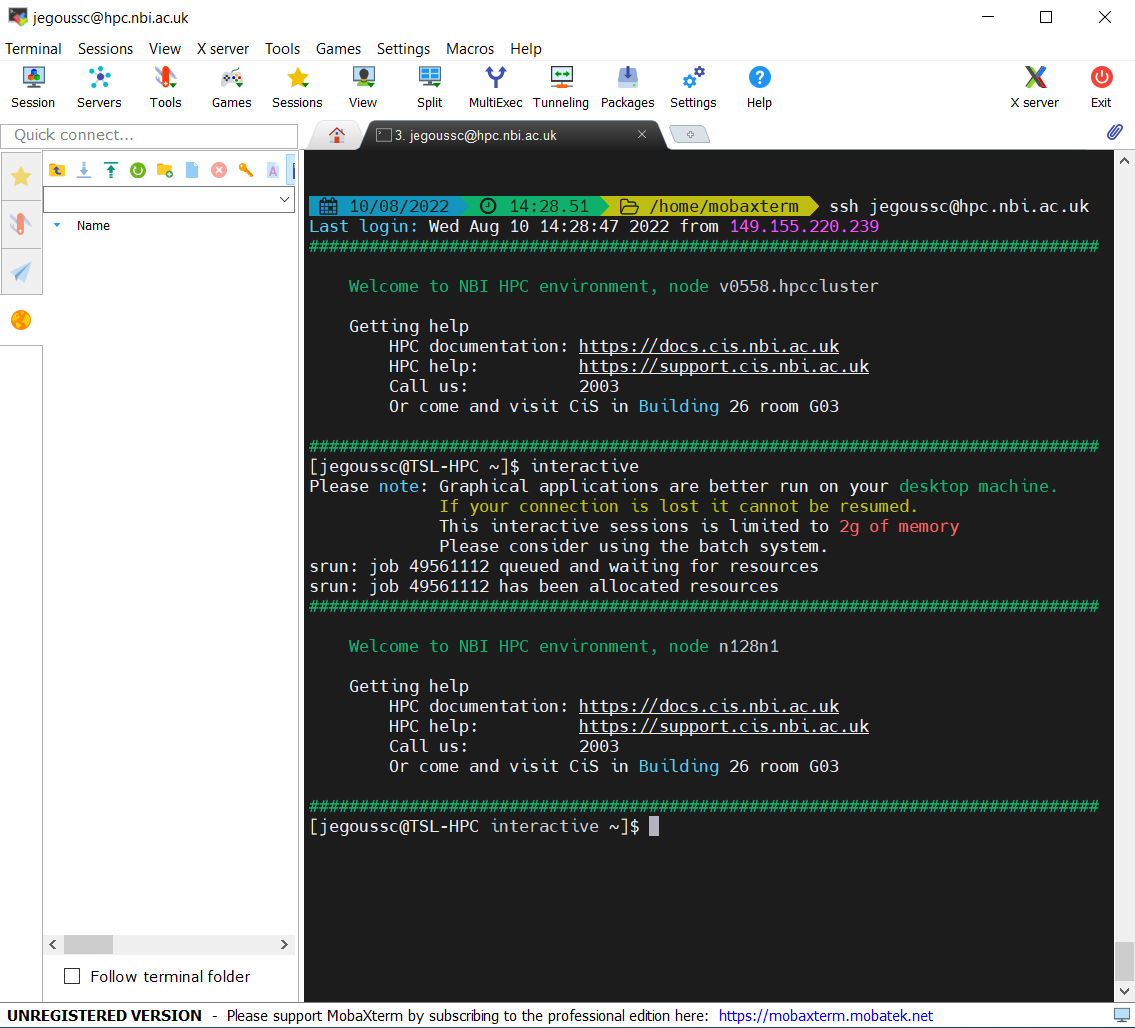 jegoussc@hpc.nbi.ac.uk
Terminal Sessions View X server Tools Games Settings Macros Help
Session Servers Tools Games Sessions View Split MultiExec Tunneling Packages Settings Help X server Exit
Quick connect...
3. jegoussc@hpc.nbi.ac.uk
Name
10/08/2022 14:28.51 /home/mobaxterm ssh jegoussc@hpc.nbi.ac.uk
Last login: Wed Aug 10 14:28:47 2022 from 149.155.220.239
###############################################################################
Welcome to NBI HPC environment, node v0558.hpccluster
Getting help
HPC documentation: https://docs.cis.nbi.ac.uk
HPC help: https://support.cis.nbi.ac.uk
Call us: 2003
Or come and visit CiS in Building 26 room G03
###############################################################################
[jegoussc@TSL-HPC ~]$ interactive
Please note: Graphical applications are better run on your desktop machine.
If your connection is lost it cannot be resumed.
This interactive sessions is limited to 2g of memory
Please consider using the batch system.
srun: job 49561112 queued and waiting for resources
srun: job 49561112 has been allocated resources
###############################################################################
Welcome to NBI HPC environment, node n128n1
Getting help
HPC documentation: https://docs.cis.nbi.ac.uk
HPC help: https://support.cis.nbi.ac.uk
Call us: 2003
Or come and visit CiS in Building 26 room G03
###############################################################################
[jegoussc@TSL-HPC interactive ~]$
Follow terminal folder
UNREGISTERED VERSION - Please support MobaXterm by subscribing to the professional edition here: https://mobaxterm.mobatek.net